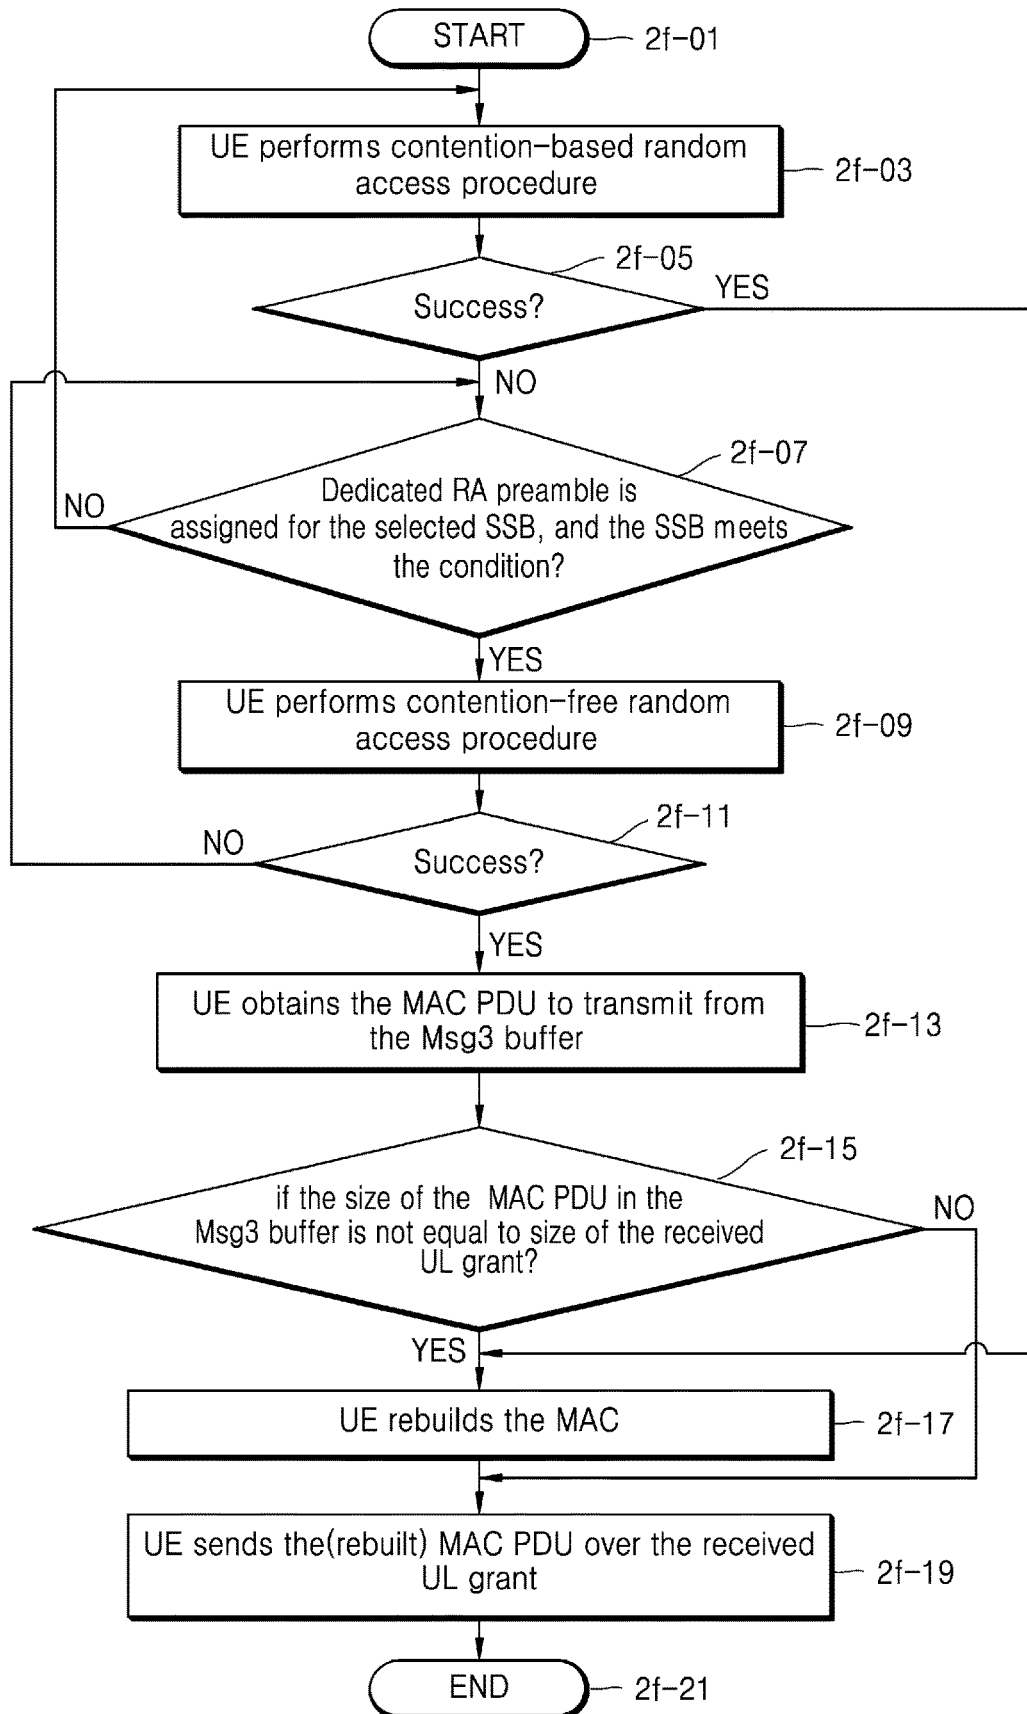 START
2f-01
UE performs contention-based random
access procedure
2f-03
2f-05
YES
Success?
NO
2f-07
NO
Dedicated RA preamble is
assigned for the selected SSB, and the SSB meets
the condition?
YES
UE performs contention-free random
access procedure
2f-09
2f-11
NO
Success?
YES
UE obtains the MAC PDU to transmit from
the Msg3 buffer
2f-13
2f-15
if the size of the MAC PDU in the
Msg3 buffer is not equal to size of the received
UL grant?
NO
YES
UE rebuilds the MAC
2f-17
UE sends the(rebuilt) MAC PDU over the received
UL grant
2f-19
END
2f-21